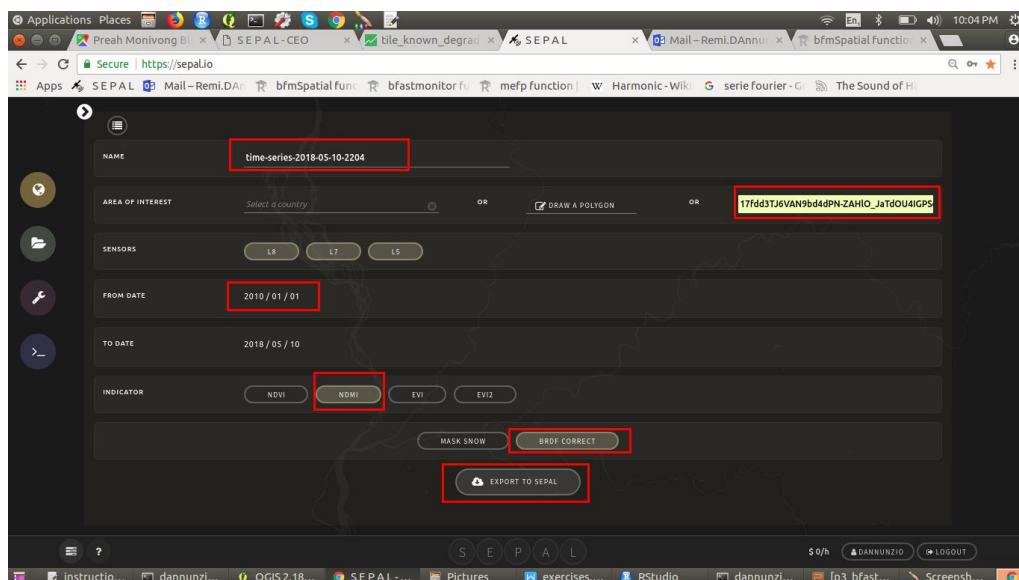 Applications Places En 10:04 PM
Preah Monivong Bl SEPAL-CEO tile_known_degrad SEPAL Mail – Remi.DAnnu bfmSpatial function
Secure https://sepal.io
Apps SEPAL Mail-Remi.DAn bfmSpatial func bfastmonitor fu mefp function | Harmonic - Wiki serie fourier - Go The Sound of H
NAME time-series-2018-05-10-2204
AREA OF INTEREST Select a country OR DRAW A POLYGON OR 17fdd3TJ6VAN9bd4dPN-ZAHlO_JaTdOU4IGPS
SENSORS L8 L7 L5
FROM DATE 2010 / 01 / 01
TO DATE 2018 / 05 / 10
INDICATOR NDVI NDMI EVI EVI2
MASK SNOW BRDF CORRECT
EXPORT TO SEPAL
? S E P A L $ 0/h DANNUNZIO LOGOUT
instructio... dannunzi... QGIS 2.18... SEPAL -... Pictures exercises.... RStudio dannunzi... [p3_bfast... Screensh...